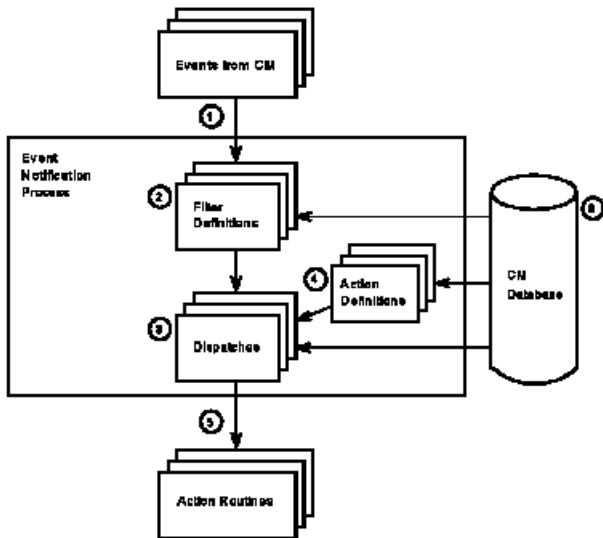 Events from CM
1
Event
Notification
Process
2
Filter
Definitions
6
4
Action
Definitions
CM
Database
3
Dispatches
5
Action Routines